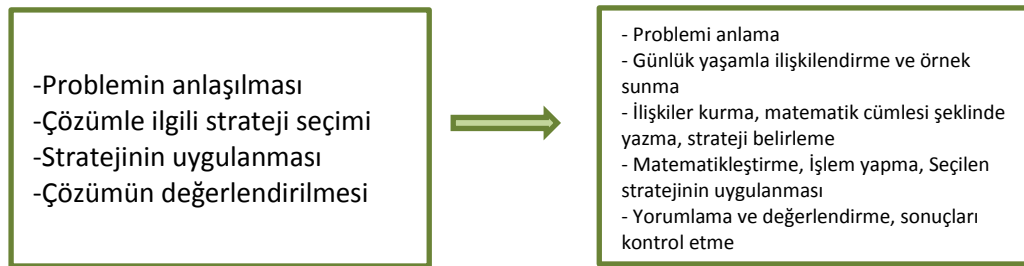 -Problemin anlaşılması
-Çözümle ilgili strateji seçimi
-Stratejinin uygulanması
-Çözümün değerlendirilmesi
- Problemi anlama
- Günlük yaşamla ilişkilendirme ve örnek
sunma
- İlişkiler kurma, matematik cümlesi şeklinde
yazma, strateji belirleme
- Matematikleştirme, İşlem yapma, Seçilen
stratejinin uygulanması
- Yorumlama ve değerlendirme, sonuçları
kontrol etme